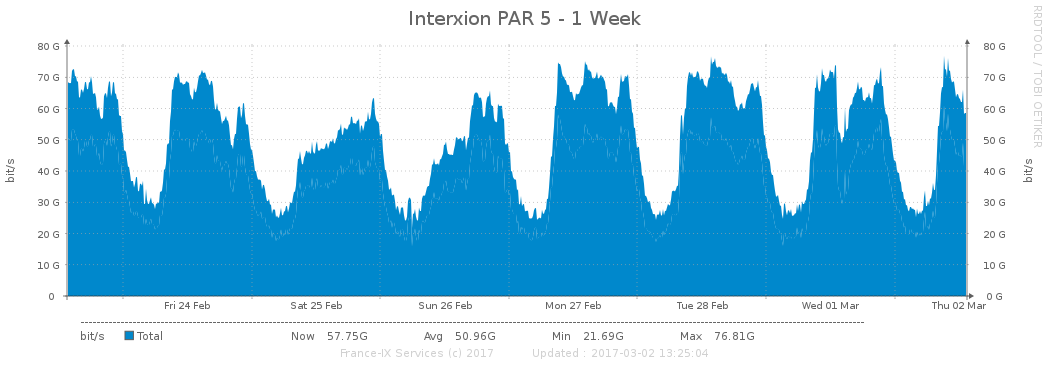 Interxion PAR 5 - 1 Week
RRDTOOL / TOBI OETIKER
80 G 80 G
70 G 70 G
60 G 60 G
50 G 50 G
40 G 40 G
30 G 30 G
20 G 20 G
10 G 10 G
0 0 G
bit/s bit/s
Fri 24 Feb Sat 25 Feb Sun 26 Feb Mon 27 Feb Tue 28 Feb Wed 01 Mar Thu 02 Mar
bit/s Total Now 57.75G Avg 50.96G Min 21.69G Max 76.81G
France-IX Services (c) 2017 Updated : 2017-03-02 13:25:04